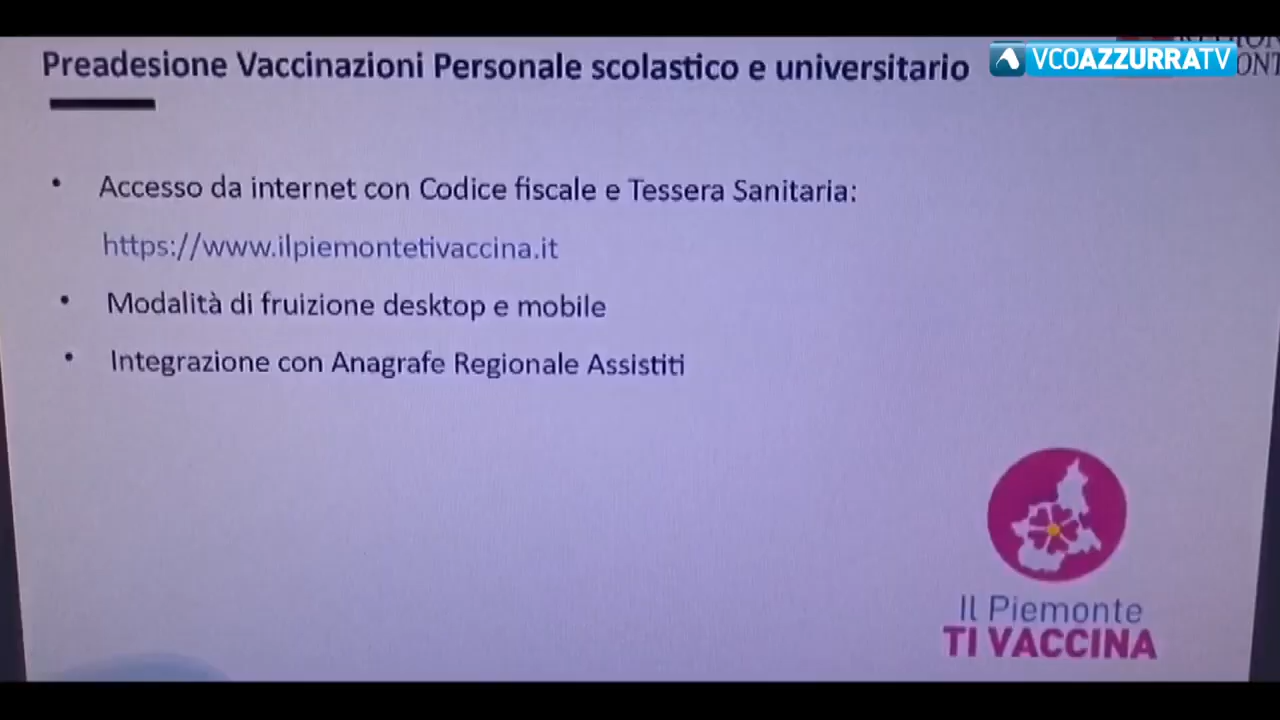 Preadesione Vaccinazioni Personale scolastico e universitario
VCOAZZURRATV
• Accesso da internet con Codice fiscale e Tessera Sanitaria:
https://www.ilpiemontetivaccina.it
• Modalità di fruizione desktop e mobile
• Integrazione con Anagrafe Regionale Assistiti
Il Piemonte
TI VACCINA